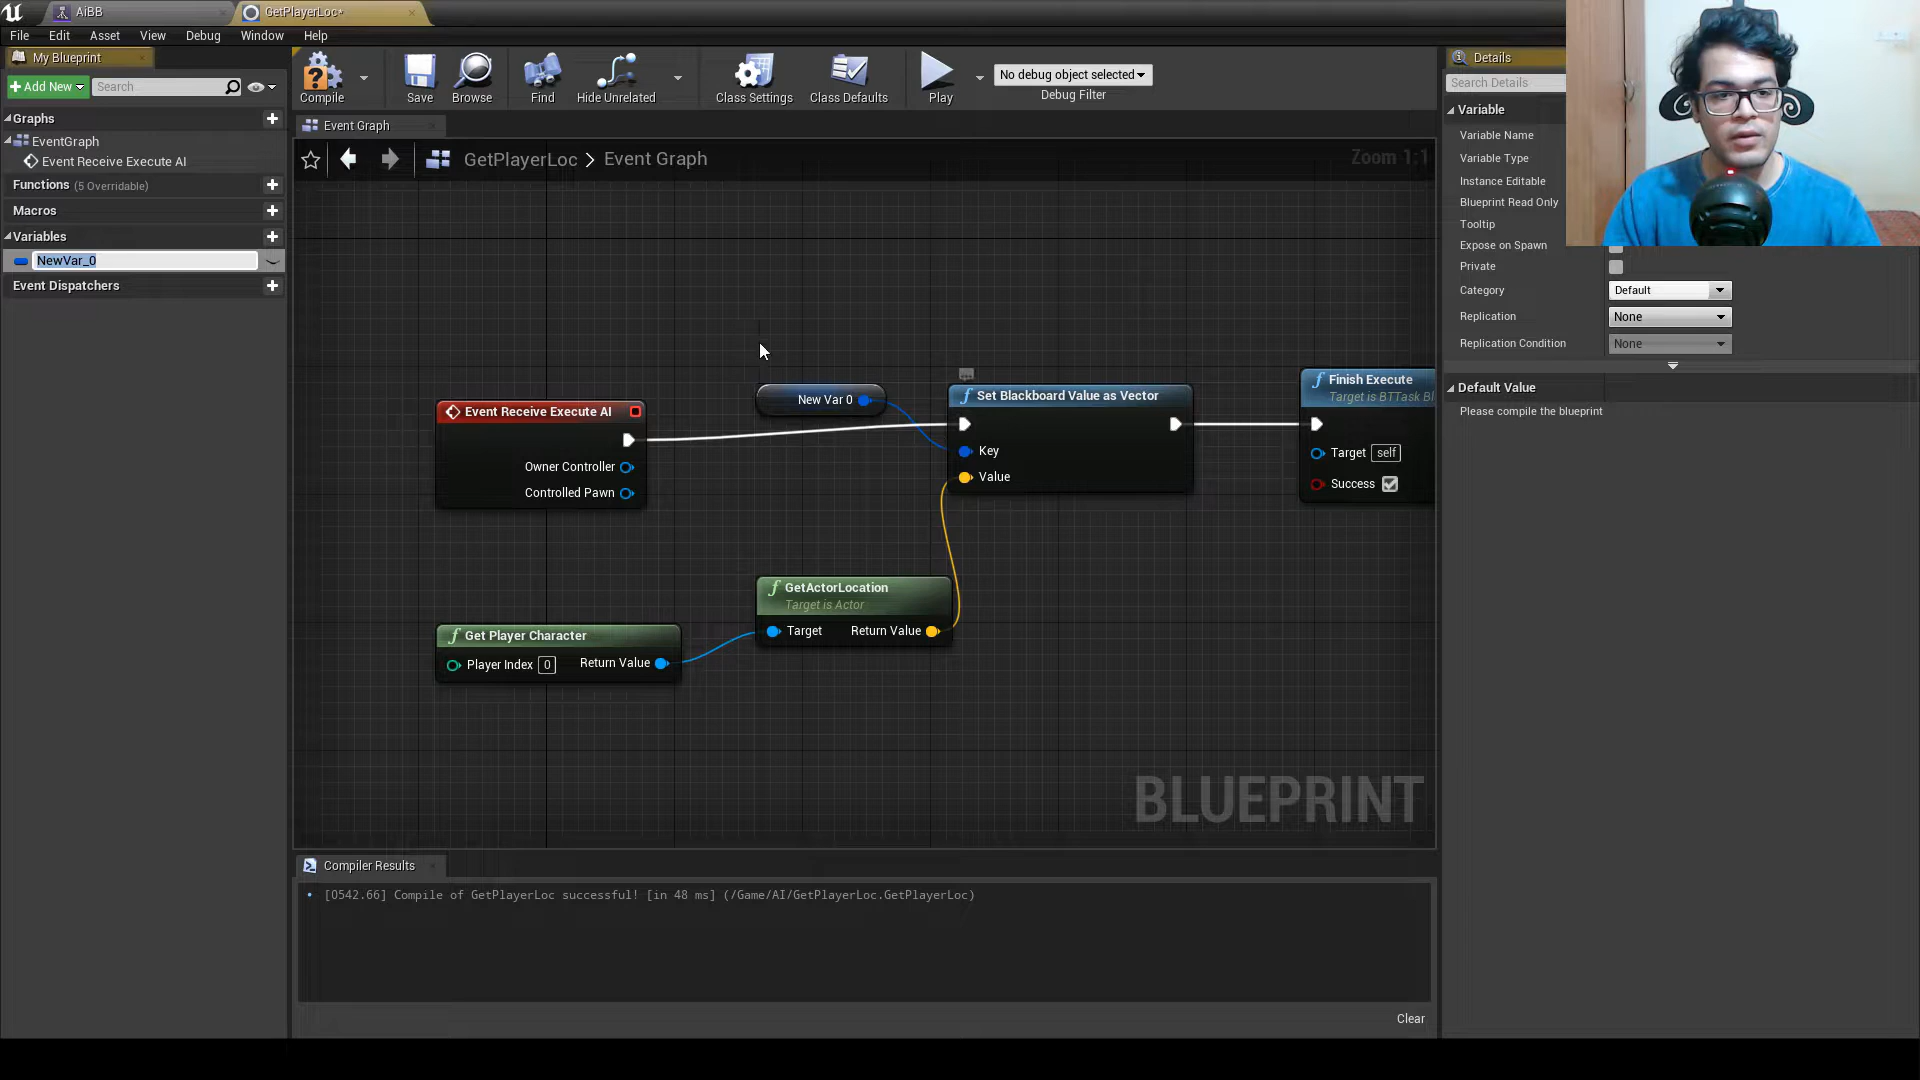 AiBB
GetPlayerLoc*
File Edit Asset View Debug Window Help
My Blueprint
Add New
Search
Graphs
EventGraph
Event Receive Execute AI
Functions (5 Overridable)
Macros
Variables
NewVar_0
Event Dispatchers
Compile
Save
Browse
Find
Hide Unrelated
Class Settings
Class Defaults
Play
No debug object selected
Debug Filter
Event Graph
GetPlayerLoc > Event Graph
Zoom 1:1
Event Receive Execute AI
Owner Controller
Controlled Pawn
New Var 0
Set Blackboard Value as Vector
Key
Value
Finish Execute
Target is BTTask Bl
Target self
Success
GetActorLocation
Target is Actor
Target Return Value
Get Player Character
Player Index 0 Return Value
BLUEPRINT
Compiler Results
• [0542.66] Compile of GetPlayerLoc successful! [in 48 ms] (/Game/AI/GetPlayerLoc.GetPlayerLoc)
Clear
Details
Search Details
Variable
Variable Name
Variable Type
Instance Editable
Blueprint Read Only
Tooltip
Expose on Spawn
Private
Category Default
Replication None
Replication Condition None
Default Value
Please compile the blueprint